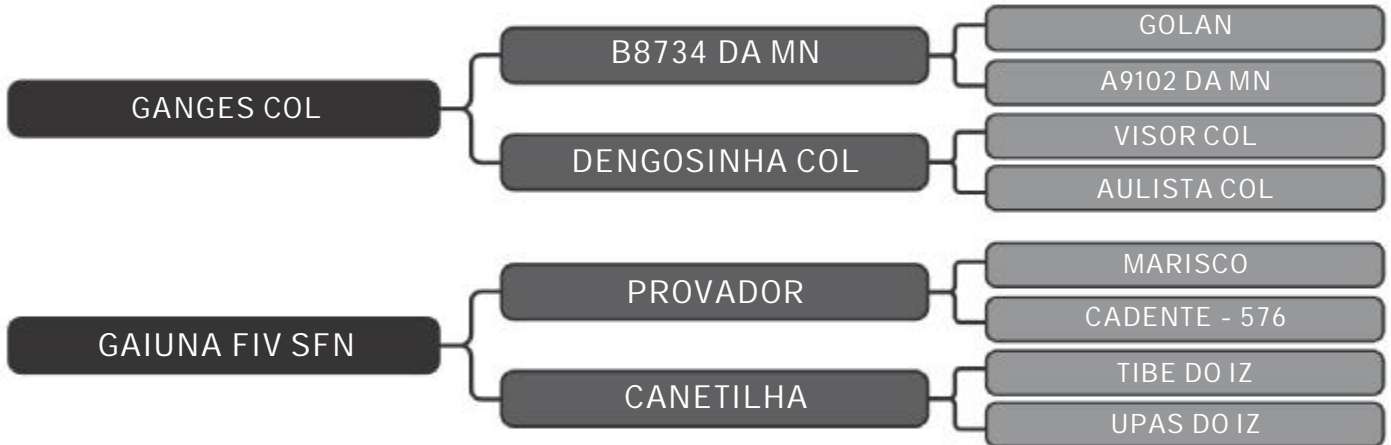 GANGES COL
B8734 DA MN
GOLAN
A9102 DA MN
DENGOSINHA COL
VISOR COL
AULISTA COL
GAIUNA FIV SFN
PROVADOR
MARISCO
CADENTE - 576
CANETILHA
TIBE DO IZ
UPAS DO IZ